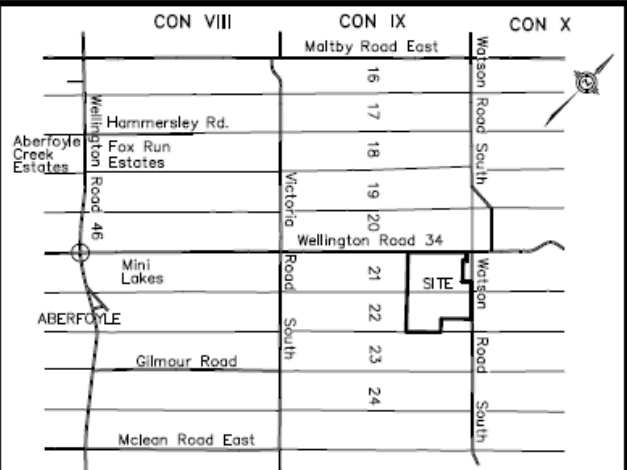 CON VIII
CON IX
CON X
Maltby Road East
Watson Road South
16
17
Wellington Road 46
Hammersley Rd.
Aberfoyle
Creek
Estates
Fox Run
Estates
18
19
Victoria Road South
20
Wellington Road 34
Mini
Lakes
21
SITE
Watson Road South
22
ABERFOYLE
Gilmour Road
23
24
Mclean Road East